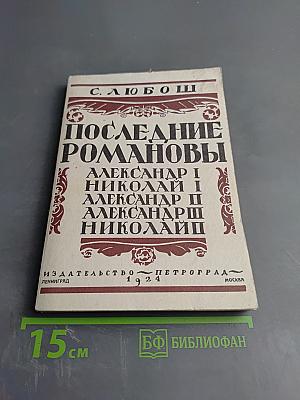 С. ЛЮБОШ
ПОСЛЕДНИЕ
РОМАНОВЫ
АЛЕКСАНДР I
НИКОЛАЙ I
АЛЕКСАНДР II
АЛЕКСАНДР III
НИКОЛАЙ II
ИЗДАТЕЛЬСТВО ~ ПЕТРОГРАД ~
ЛЕНИНГРАД 1924 МОСКВА
15 см
БФ БИБЛИОФАН